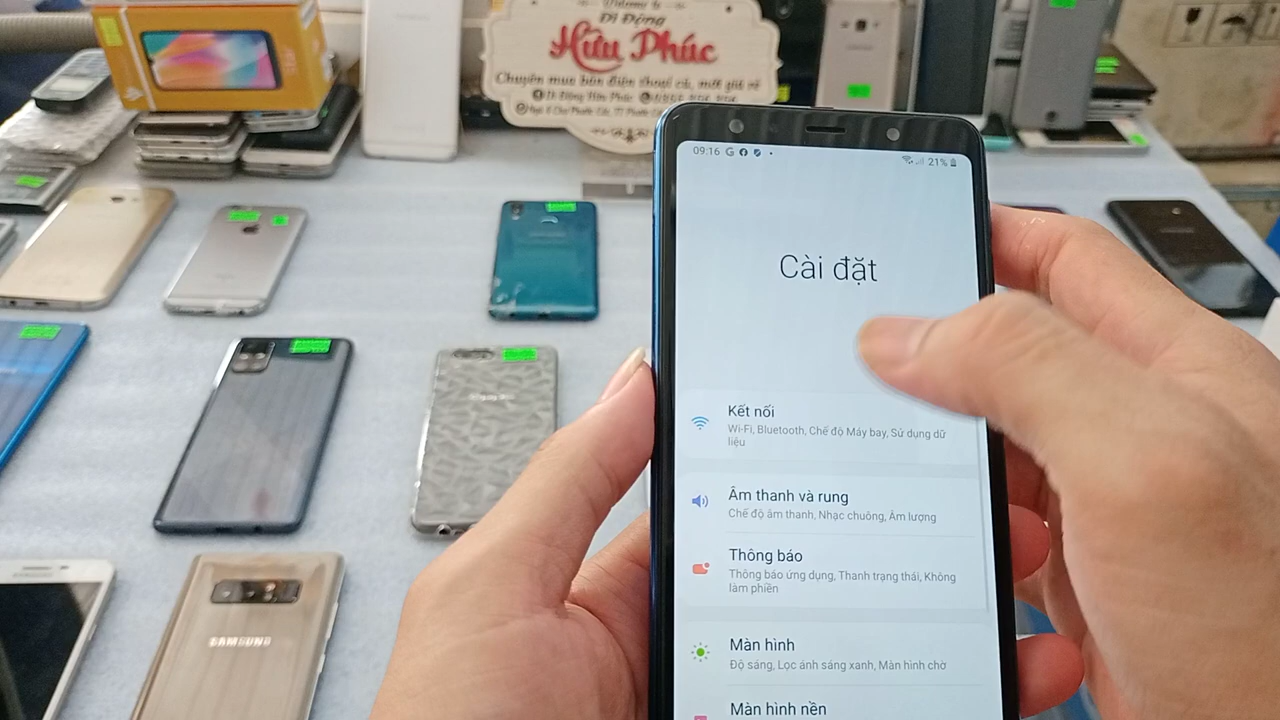 Di Động
Hữu Phúc
Chuyên mua bán điện thoại cũ, mới giá rẻ
09:16
21%
Cài đặt
Kết nối
Wi-Fi, Bluetooth, Chế độ Máy bay, Sử dụng dữ
liệu
Âm thanh và rung
Chế độ âm thanh, Nhạc chuông, Âm lượng
Thông báo
Thông báo ứng dụng, Thanh trạng thái, Không
làm phiền
Màn hình
Độ sáng, Lọc ánh sáng xanh, Màn hình chờ
Màn hình nền
SAMSUNG